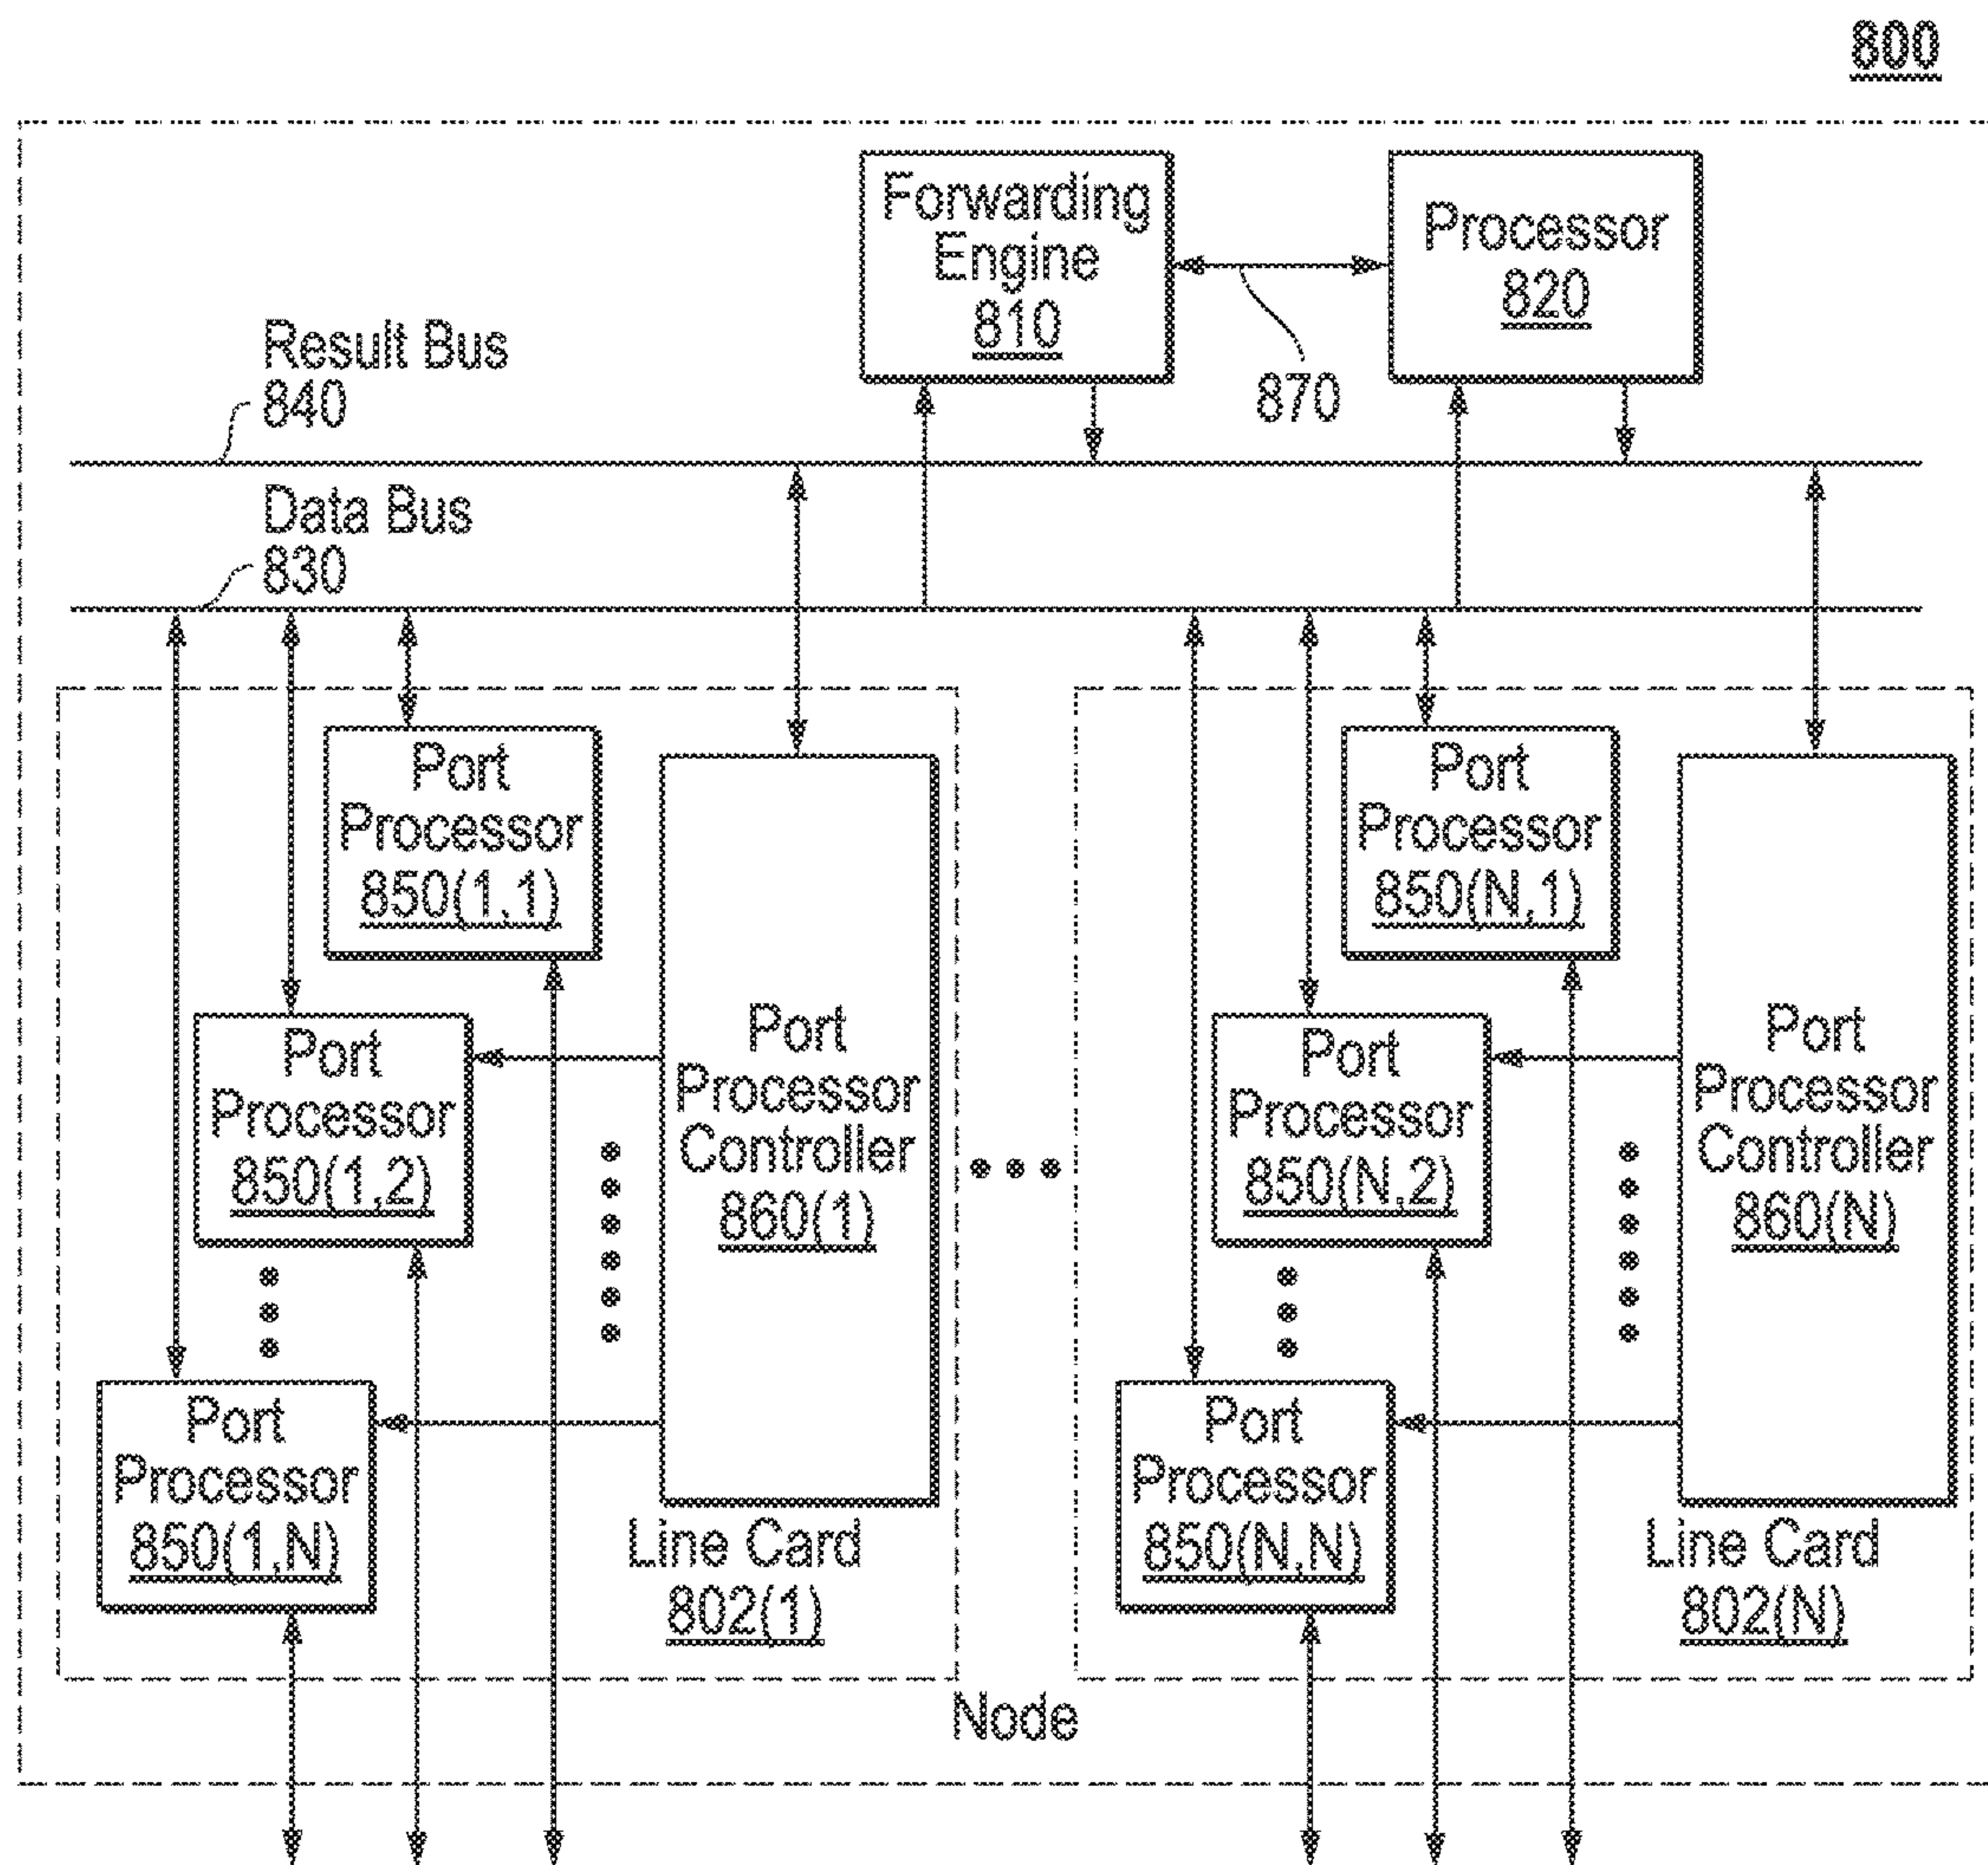 800
Forwarding
Engine
810
Processor
820
870
Result Bus
840
Data Bus
830
Port
Processor
850(1,1)
Port
Processor
850(1,2)
Port
Processor
850(1,N)
Port
Processor
Controller
860(1)
Line Card
802(1)
Port
Processor
850(N,1)
Port
Processor
850(N,2)
Port
Processor
850(N,N)
Port
Processor
Controller
860(N)
Line Card
802(N)
Node